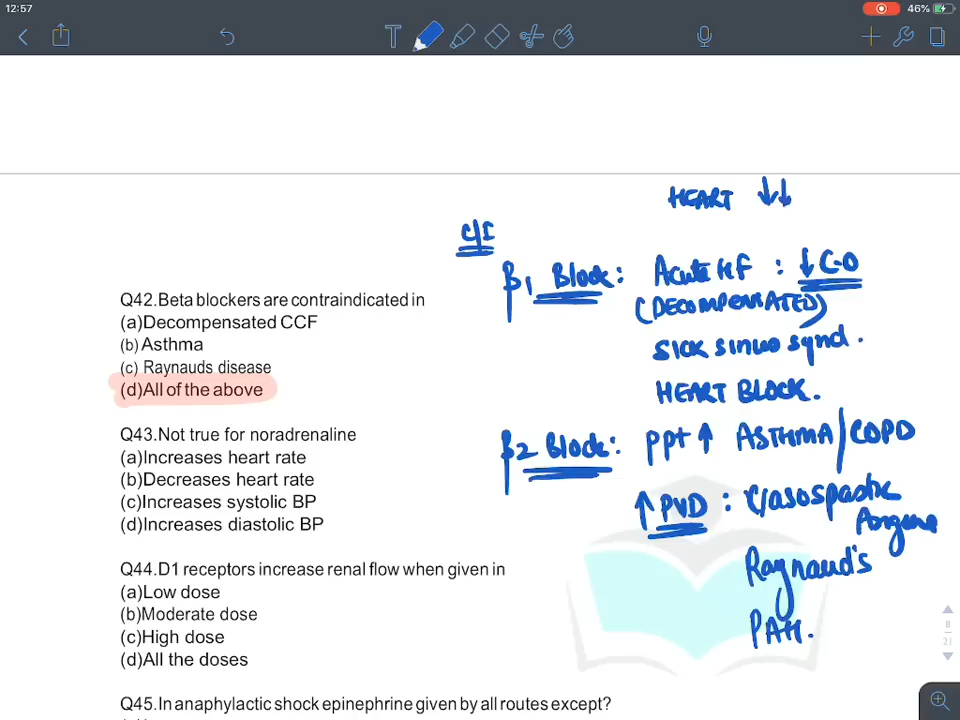 12:57
46%
T
HEART ↓↓
C/I
β1 Block : Acute HF : ↓ C.O
(DECOMPENSATED)
Sick sinus synd.
HEART BLOCK.
Q42.Beta blockers are contraindicated in
(a)Decompensated CCF
(b) Asthma
(c) Raynauds disease
(d)All of the above
β2 Block : ppt ↑ ASTHMA/COPD
↑ PVD : Vasospastic
Angina
Raynaud's
PAH.
Q43.Not true for noradrenaline
(a)Increases heart rate
(b)Decreases heart rate
(c)Increases systolic BP
(d)Increases diastolic BP
Q44.D1 receptors increase renal flow when given in
(a)Low dose
(b)Moderate dose
(c)High dose
(d)All the doses
Q45.In anaphylactic shock epinephrine given by all routes except?
8